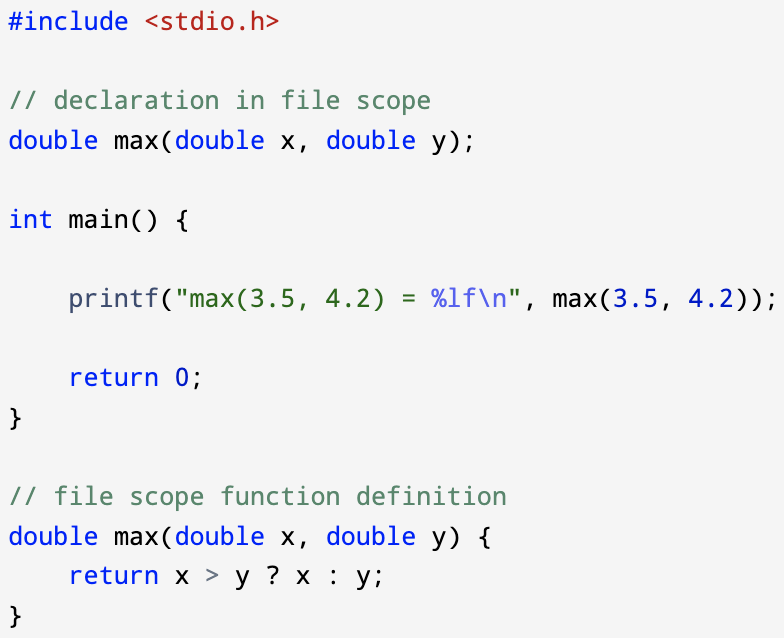 #include <stdio.h>
// declaration in file scope
double max(double x, double y);
int main() {
    printf("max(3.5, 4.2) = %lf\n", max(3.5, 4.2));
    return 0;
}
// file scope function definition
double max(double x, double y) {
    return x > y ? x : y;
}